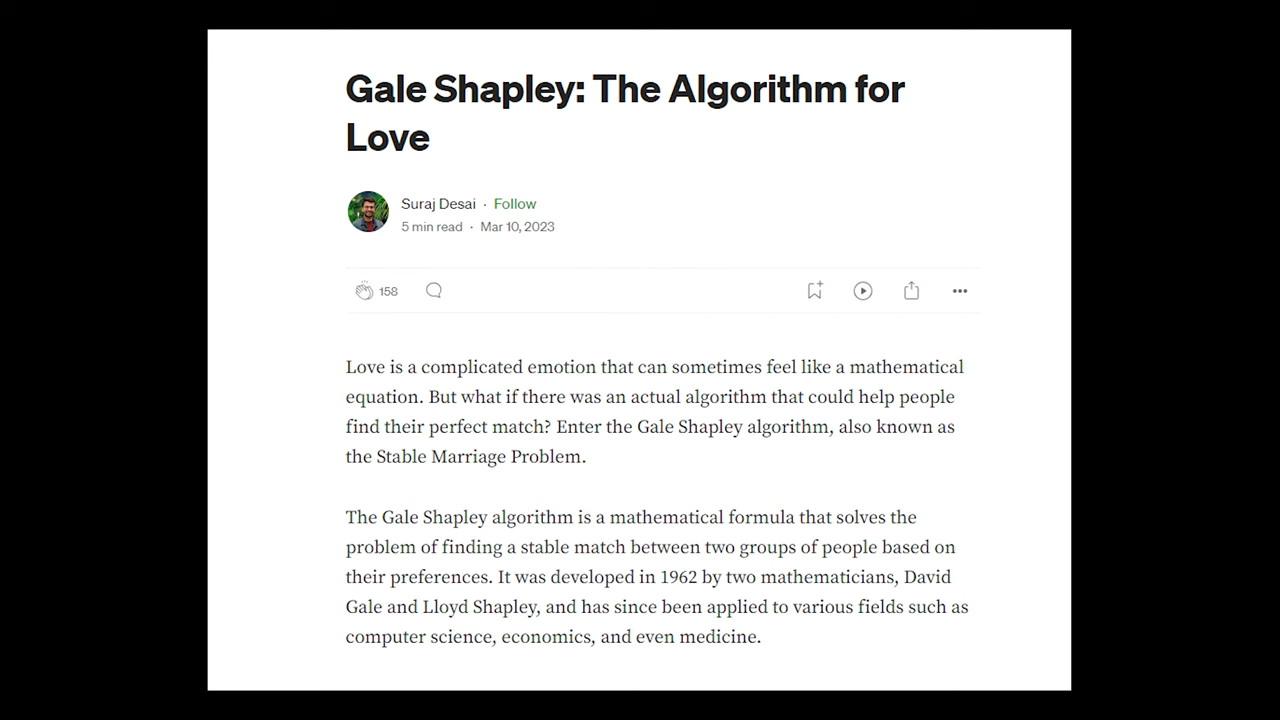 Gale Shapley: The Algorithm for
Love
Suraj Desai · Follow
5 min read · Mar 10, 2023
158
Love is a complicated emotion that can sometimes feel like a mathematical
equation. But what if there was an actual algorithm that could help people
find their perfect match? Enter the Gale Shapley algorithm, also known as
the Stable Marriage Problem.
The Gale Shapley algorithm is a mathematical formula that solves the
problem of finding a stable match between two groups of people based on
their preferences. It was developed in 1962 by two mathematicians, David
Gale and Lloyd Shapley, and has since been applied to various fields such as
computer science, economics, and even medicine.